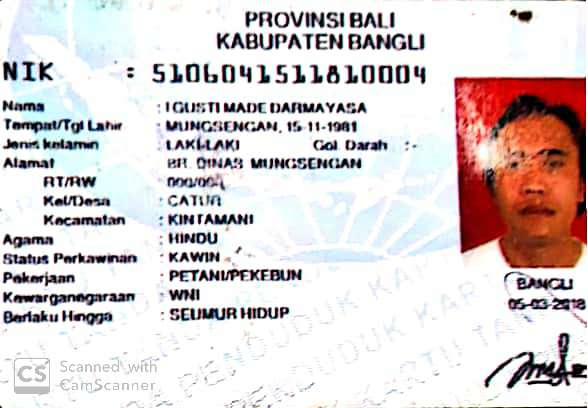 PROVINSI BALI
KABUPATEN BANGLI
NIK : 5106041511810004
Nama : I GUSTI MADE DARMAYASA
Tempat/Tgl Lahir : MUNGSENGAN, 15-11-1981
Jenis kelamin : LAKI-LAKI Gol. Darah : -
Alamat : BR. DINAS MUNGSENGAN
RT/RW
Kel/Desa : CATUR
Kecamatan : KINTAMANI
Agama : HINDU
Status Perkawinan : KAWIN
Pekerjaan : PETANI/PEKEBUN
Kewarganegaraan : WNI
Berlaku Hingga : SEUMUR HIDUP
BANGLI
05-03-2018
CS Scanned with
CamScanner